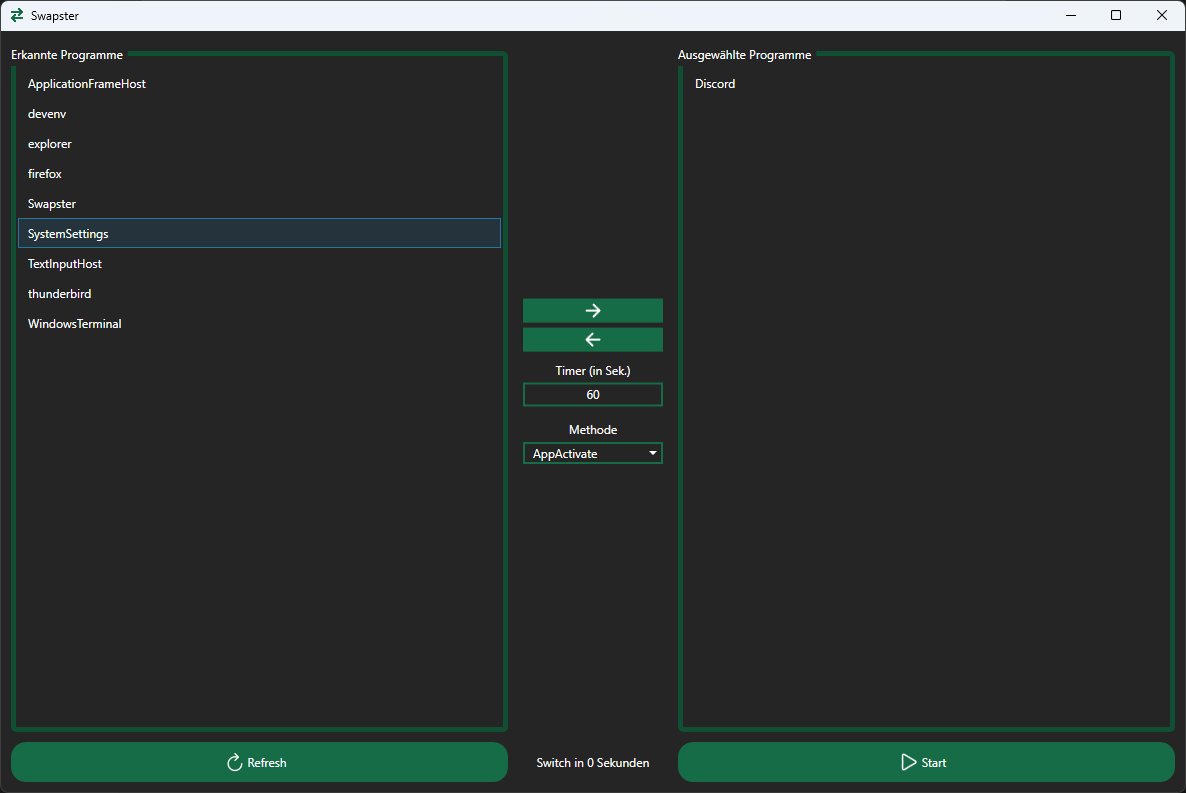 Swapster
Erkannte Programme
ApplicationFrameHost
devenv
explorer
firefox
Swapster
SystemSettings
TextInputHost
thunderbird
WindowsTerminal
Timer (in Sek.)
60
Methode
AppActivate
Ausgewählte Programme
Discord
Refresh
Switch in 0 Sekunden
Start